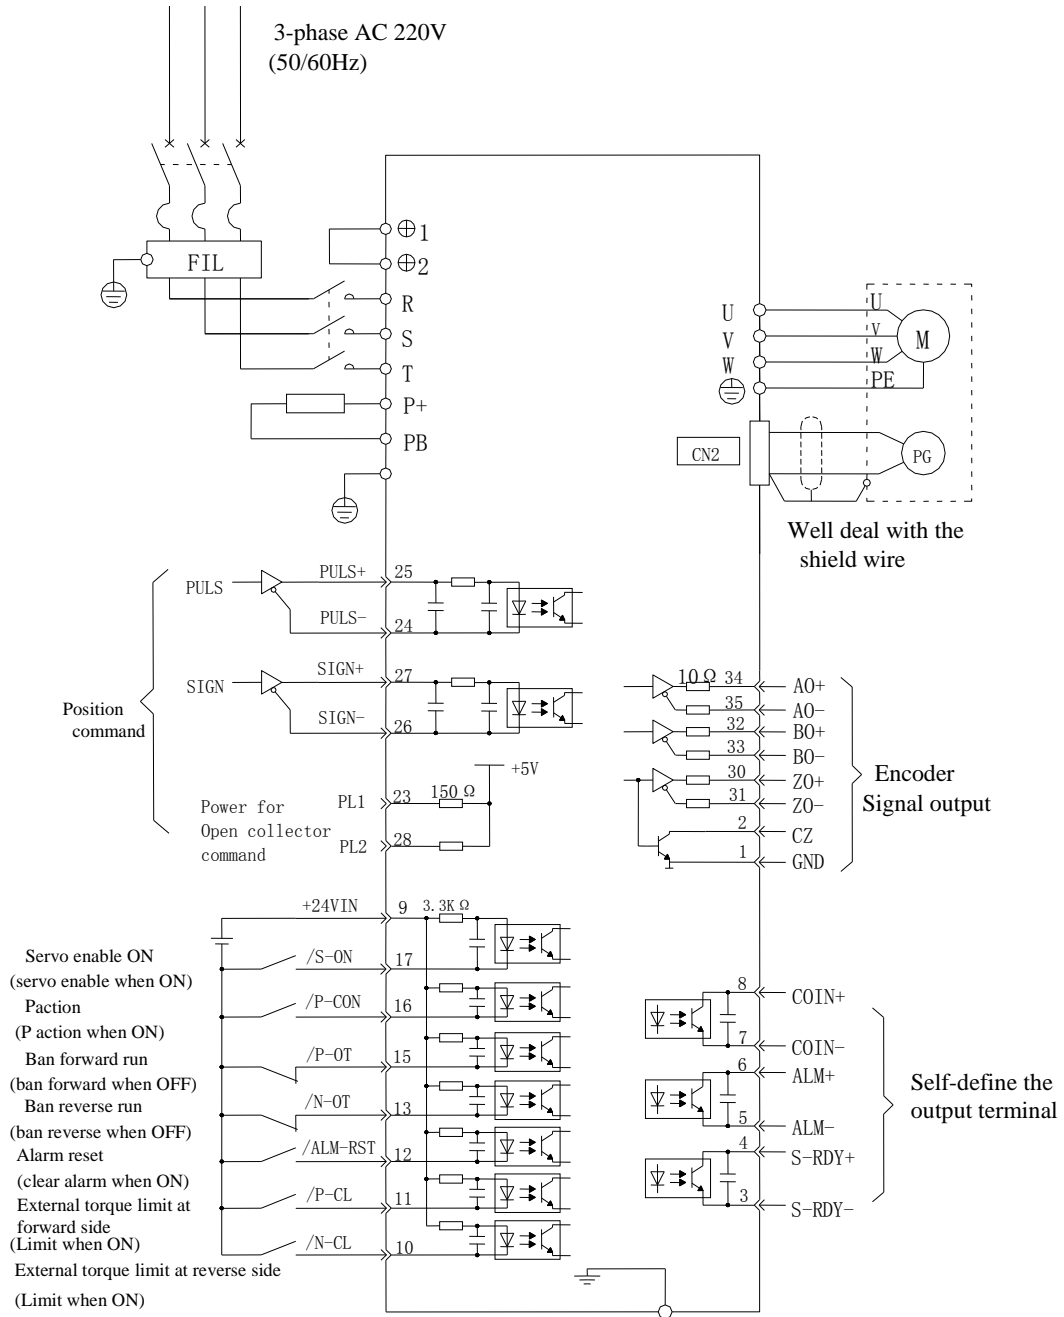 3-phase AC 220V
(50/60Hz)
FIL
⊕1
⊕2
R
S
T
P+
PB
U
V
W
U
V
W
PE
M
CN2
PG
Well deal with the
shield wire
Position
command
PULS
PULS+
25
PULS-
24
SIGN
SIGN+
27
SIGN-
26
+5V
Power for
Open collector
command
PL1
23
150 Ω
PL2
28
10 Ω
34
AO+
35
AO-
32
BO+
33
BO-
30
ZO+
31
ZO-
2
CZ
1
GND
Encoder
Signal output
+24VIN
9
3.3K Ω
Servo enable ON
(servo enable when ON)
/S-ON
17
Paction
(P action when ON)
/P-CON
16
Ban forward run
(ban forward when OFF)
/P-OT
15
Ban reverse run
(ban reverse when OFF)
/N-OT
13
Alarm reset
(clear alarm when ON)
/ALM-RST
12
External torque limit at
forward side
(Limit when ON)
/P-CL
11
External torque limit at reverse side
(Limit when ON)
/N-CL
10
8
COIN+
7
COIN-
6
ALM+
5
ALM-
4
S-RDY+
3
S-RDY-
Self-define the
output terminal